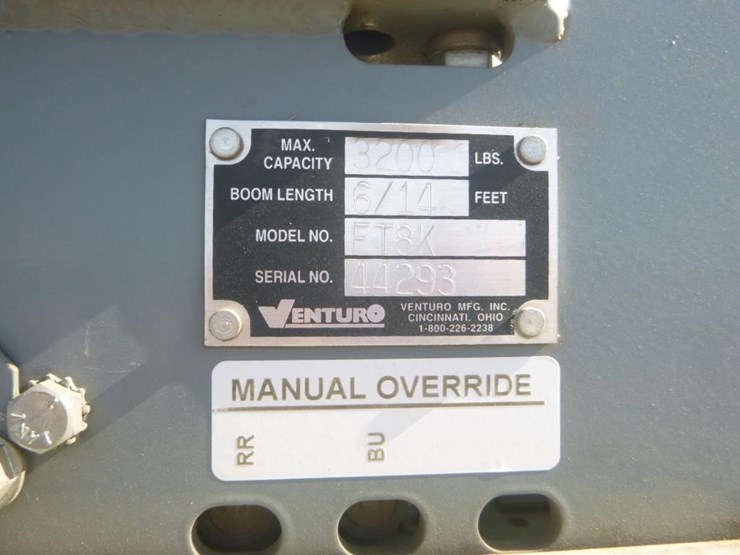 MAX. CAPACITY 3200 LBS.
BOOM LENGTH 6/14 FEET
MODEL NO. ET8K
SERIAL NO. 44293
VENTURO
VENTURO MFG. INC.
CINCINNATI, OHIO
1-800-226-2238
MANUAL OVERRIDE
RR BU